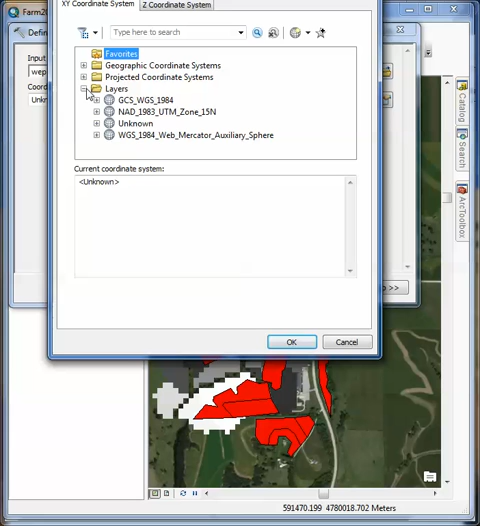 Farm20
XY Coordinate System
Z Coordinate System
Defin
Type here to search
Input
wep
Coord
Unkn
Favorites
Geographic Coordinate Systems
Projected Coordinate Systems
Layers
GCS_WGS_1984
NAD_1983_UTM_Zone_15N
Unknown
WGS_1984_Web_Mercator_Auxiliary_Sphere
Current coordinate system:
<Unknown>
OK
Cancel
p >>
Catalog
Search
ArcToolbox
591470.199 4780018.702 Meters